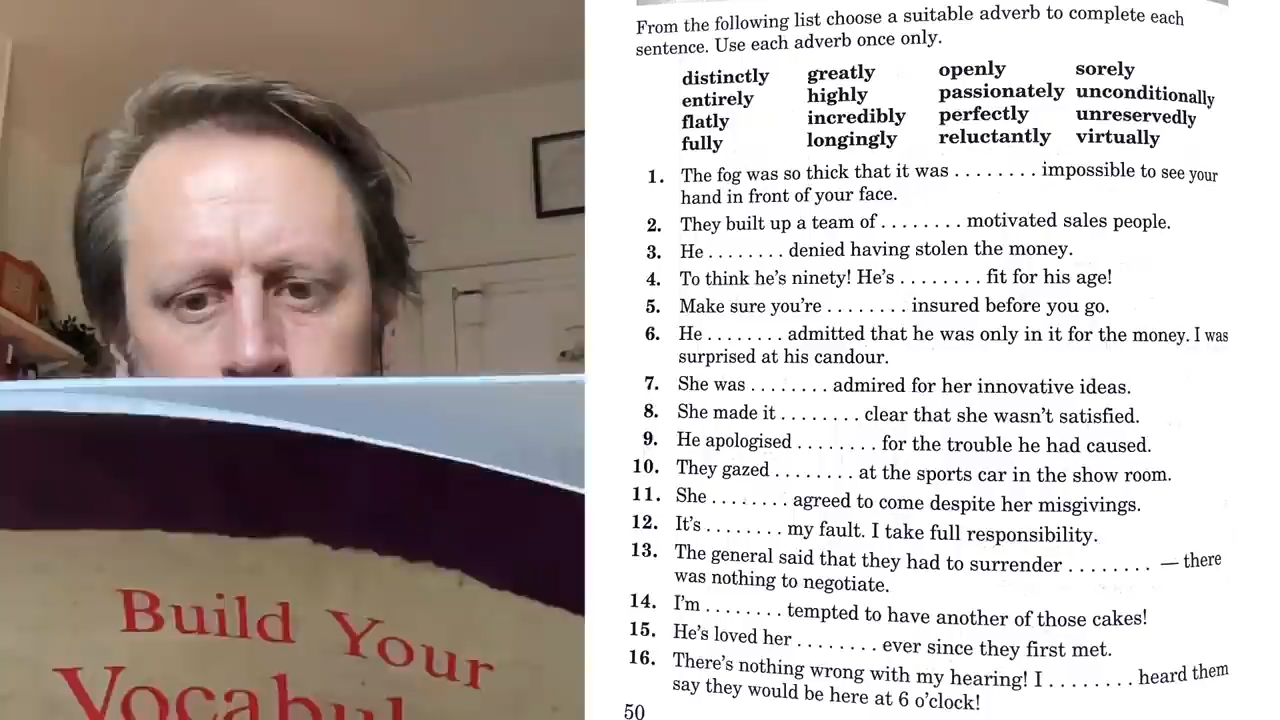 Build Your
From the following list choose a suitable adverb to complete each
sentence. Use each adverb once only.
distinctly greatly openly sorely
entirely highly passionately unconditionally
flatly incredibly perfectly unreservedly
fully longingly reluctantly virtually
1. The fog was so thick that it was . . . . . . . . impossible to see your
hand in front of your face.
2. They built up a team of . . . . . . . . motivated sales people.
3. He . . . . . . . . denied having stolen the money.
4. To think he's ninety! He's . . . . . . . . fit for his age!
5. Make sure you're . . . . . . . . insured before you go.
6. He . . . . . . . . admitted that he was only in it for the money. I was
surprised at his candour.
7. She was . . . . . . . . admired for her innovative ideas.
8. She made it . . . . . . . . clear that she wasn't satisfied.
9. He apologised . . . . . . . . for the trouble he had caused.
10. They gazed . . . . . . . . at the sports car in the show room.
11. She . . . . . . . . agreed to come despite her misgivings.
12. It's . . . . . . . . my fault. I take full responsibility.
13. The general said that they had to surrender . . . . . . . . — there
was nothing to negotiate.
14. I'm . . . . . . . . tempted to have another of those cakes!
15. He's loved her . . . . . . . . ever since they first met.
16. There's nothing wrong with my hearing! I . . . . . . . . heard them
say they would be here at 6 o'clock!
50